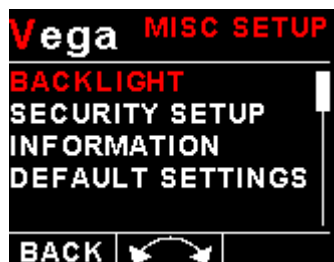 Vega MISC SETUP
BACKLIGHT
SECURITY SETUP
INFORMATION
DEFAULT SETTINGS
BACK